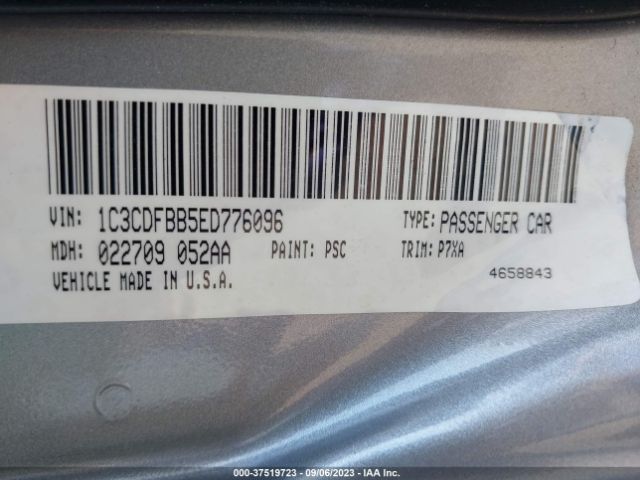 VIN: 1C3CDFBB5ED776096 TYPE: PASSENGER CAR
MDH: 022709 052AA PAINT: PSC TRIM: P7XA
VEHICLE MADE IN U.S.A. 4658843
000-37519723 - 09/06/2023 - IAA Inc.